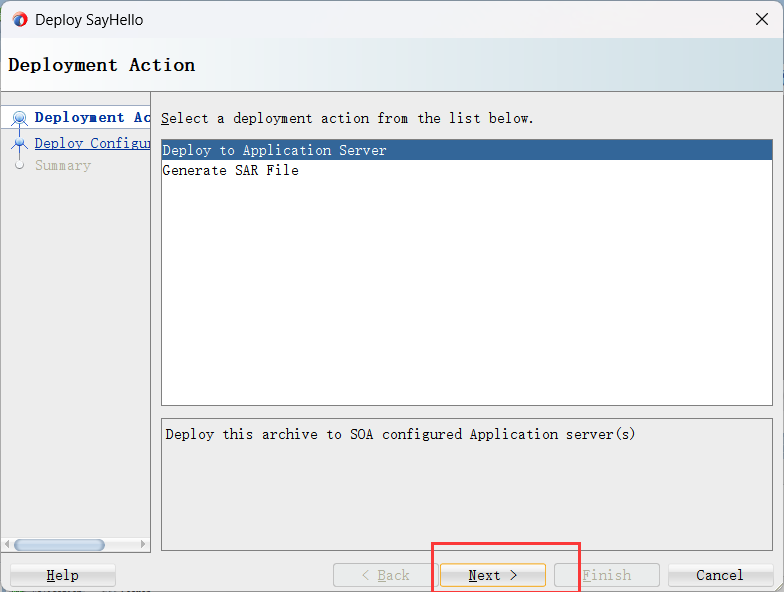 Deploy SayHello
Deployment Action
Deployment Ac
Deploy Configu
Summary
Select a deployment action from the list below.
Deploy to Application Server
Generate SAR File
Deploy this archive to SOA configured Application server(s)
Help
< Back
Next >
Finish
Cancel